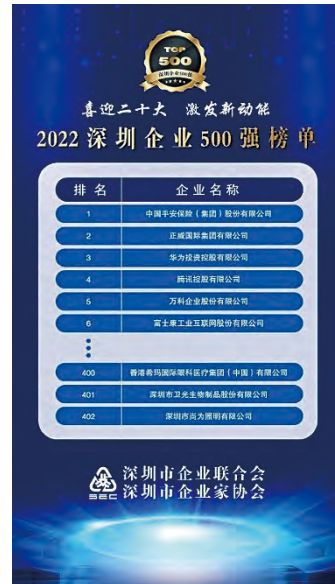 TOP
500
深圳企业500强
喜迎二十大 激发新动能
2022 深圳企业 500 强榜单
排名 企业名称
1 中国平安保险（集团）股份有限公司
2 正威国际集团有限公司
3 华为投资控股有限公司
4 腾讯控股有限公司
5 万科企业股份有限公司
6 富士康工业互联网股份有限公司
400 香港希玛国际眼科医疗集团（中国）有限公司
401 深圳市卫光生物制品股份有限公司
402 深圳市尚为照明有限公司
SEC
深圳市企业联合会
深圳市企业家协会